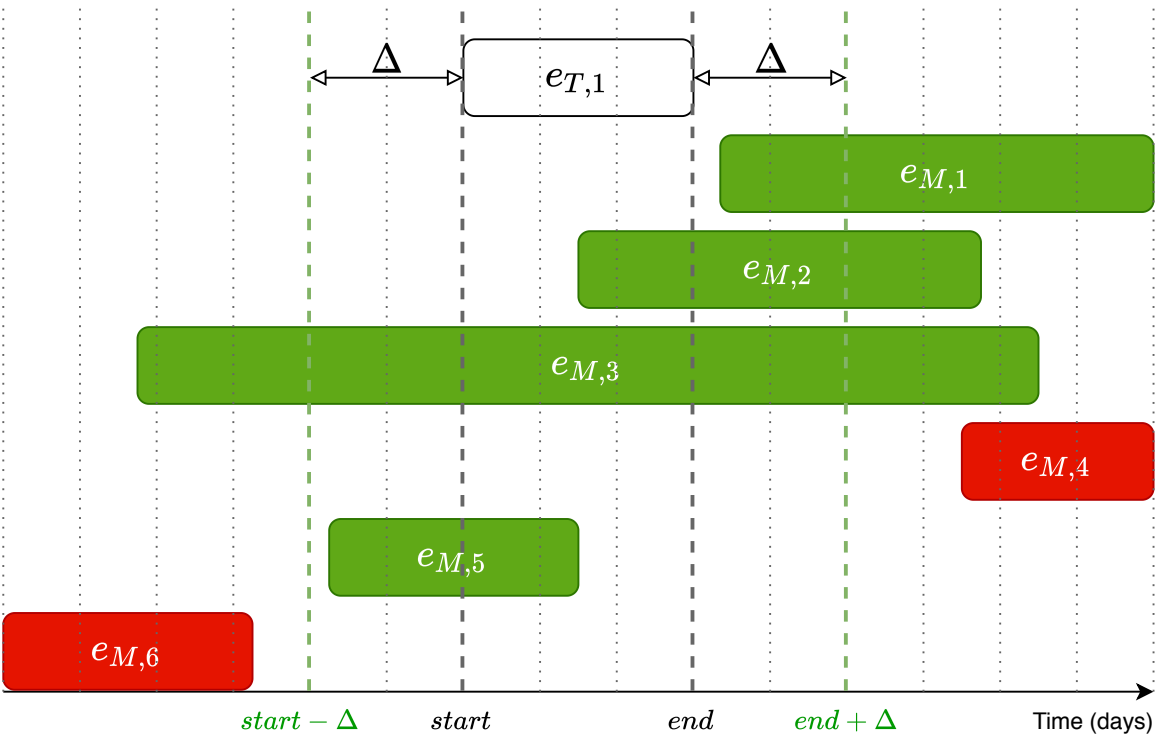 Δ Δ
e_{T,1}
e_{M,1}
e_{M,2}
e_{M,3}
e_{M,4}
e_{M,5}
e_{M,6}
start − Δ start end end + Δ Time (days)